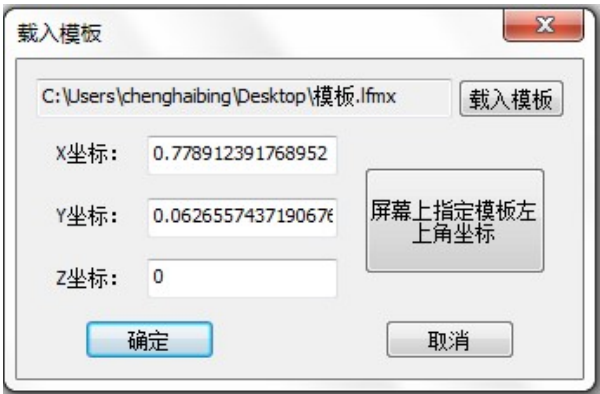 载入模板
C:\Users\chenghaibing\Desktop\模板.lfmx
载入模板
X坐标：
0.778912391768952
Y坐标：
0.0626557437190676
屏幕上指定模板左
上角坐标
Z坐标：
0
确定
取消